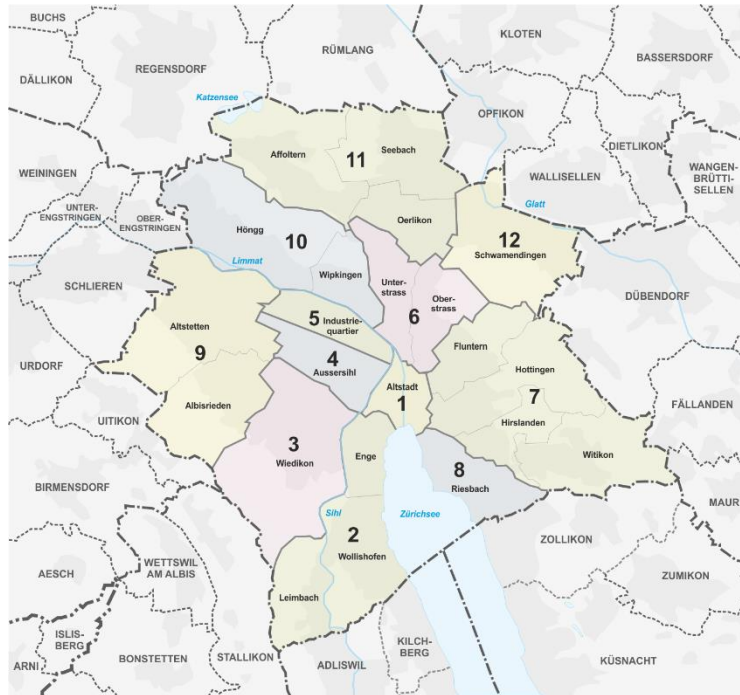 BUCHS
KLOTEN
RÜMLANG
BASSERSDORF
REGENSDORF
DÄLLIKON
Katzensee
OPFIKON
DIETLIKON
Seebach
11
Affoltern
WANGEN-
BRÜTTI-
SELLEN
WALLISELLEN
WEININGEN
UNTER-
ENGSTRINGEN
OBER-
ENGSTRINGEN
Höngg
10
Oerlikon
Glatt
12
Schwamendingen
Limmat
Wipkingen
Unter-
strass
Ober-
strass
6
SCHLIEREN
DÜBENDORF
5
Industrie-
quartier
Altstetten
9
Albisrieden
4
Aussersihl
Fluntern
Hottingen
7
Hirslanden
Witikon
URDORF
Altstadt
1
FÄLLANDEN
UITIKON
3
Wiedikon
Enge
8
Riesbach
BIRMENSDORF
MAUR
Sihl
Zürichsee
2
Wollishofen
ZOLLIKON
WETTSWIL
AM ALBIS
ZUMIKON
AESCH
Leimbach
ISLIS-
BERG
KILCH-
BERG
ARNI
BONSTETTEN
STALLIKON
ADLISWIL
KÜSNACHT